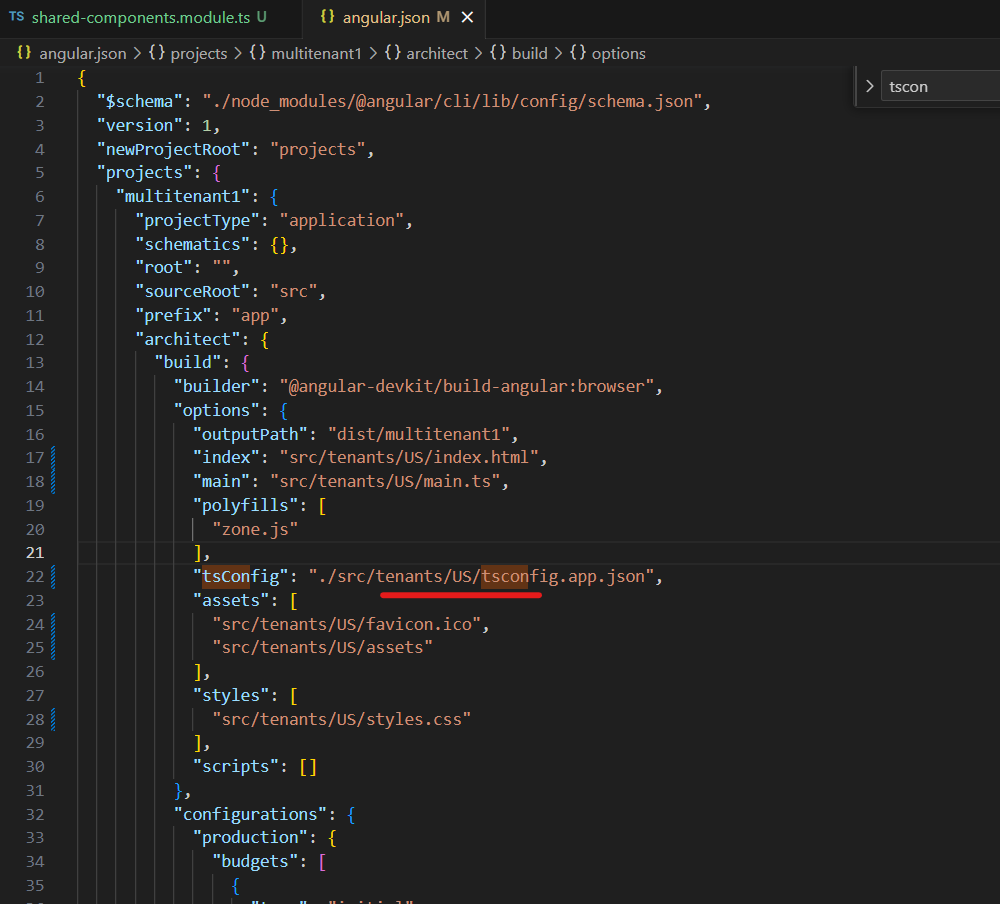 TS shared-components.module.ts U
{} angular.json M ×
{} angular.json > {} projects > {} multitenant1 > {} architect > {} build > {} options
tscon
1 {
2 "$schema": "./node_modules/@angular/cli/lib/config/schema.json",
3 "version": 1,
4 "newProjectRoot": "projects",
5 "projects": {
6 "multitenant1": {
7 "projectType": "application",
8 "schematics": {},
9 "root": "",
10 "sourceRoot": "src",
11 "prefix": "app",
12 "architect": {
13 "build": {
14 "builder": "@angular-devkit/build-angular:browser",
15 "options": {
16 "outputPath": "dist/multitenant1",
17 "index": "src/tenants/US/index.html",
18 "main": "src/tenants/US/main.ts",
19 "polyfills": [
20 "zone.js"
21 ],
22 "tsConfig": "./src/tenants/US/tsconfig.app.json",
23 "assets": [
24 "src/tenants/US/favicon.ico",
25 "src/tenants/US/assets"
26 ],
27 "styles": [
28 "src/tenants/US/styles.css"
29 ],
30 "scripts": []
31 },
32 "configurations": {
33 "production": {
34 "budgets": [
35 {